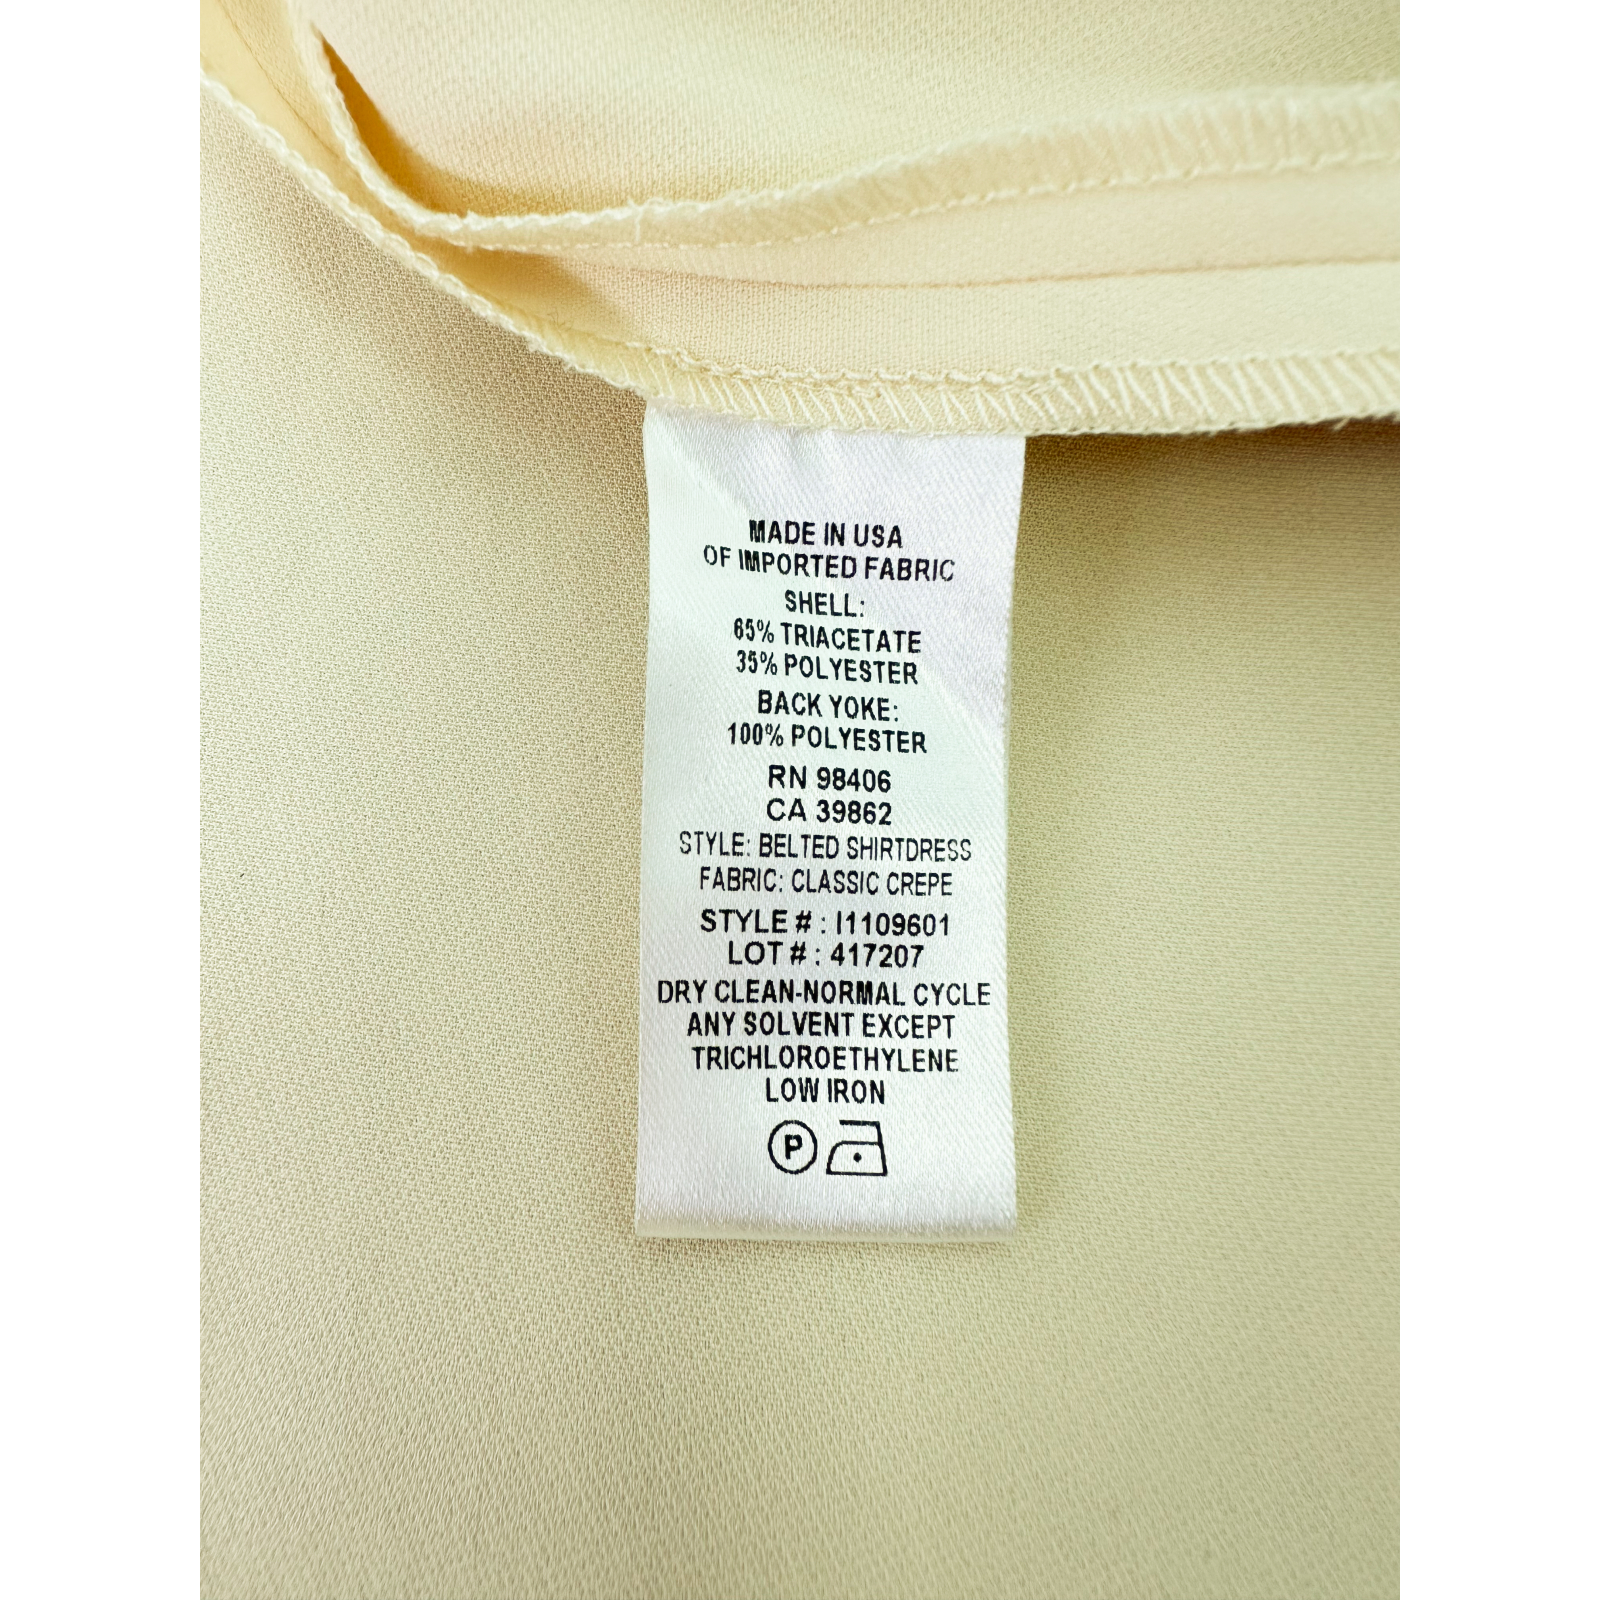 MADE IN USA
OF IMPORTED FABRIC
SHELL:
65% TRIACETATE
35% POLYESTER
BACK YOKE:
100% POLYESTER
RN 98406
CA 39862
STYLE: BELTED SHIRTDRESS
FABRIC: CLASSIC CREPE
STYLE # : I1109601
LOT # : 417207
DRY CLEAN-NORMAL CYCLE
ANY SOLVENT EXCEPT
TRICHLOROETHYLENE
LOW IRON
P